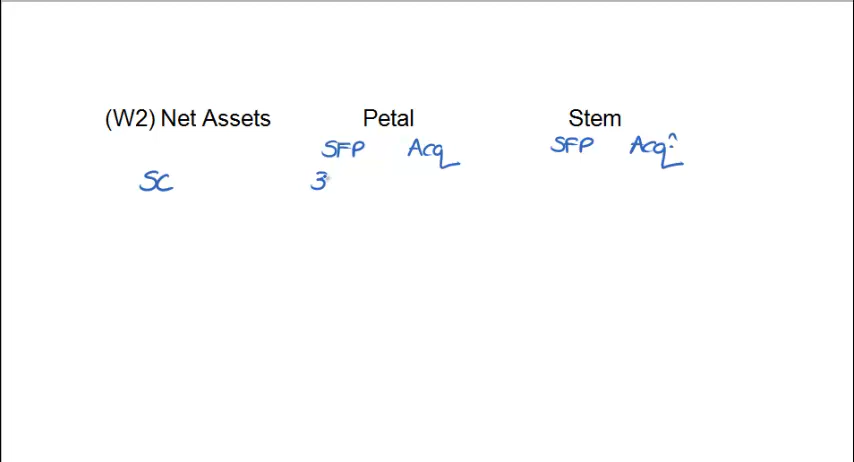 (W2) Net Assets Petal Stem
SFP Acq SFP Acq^
SC 3